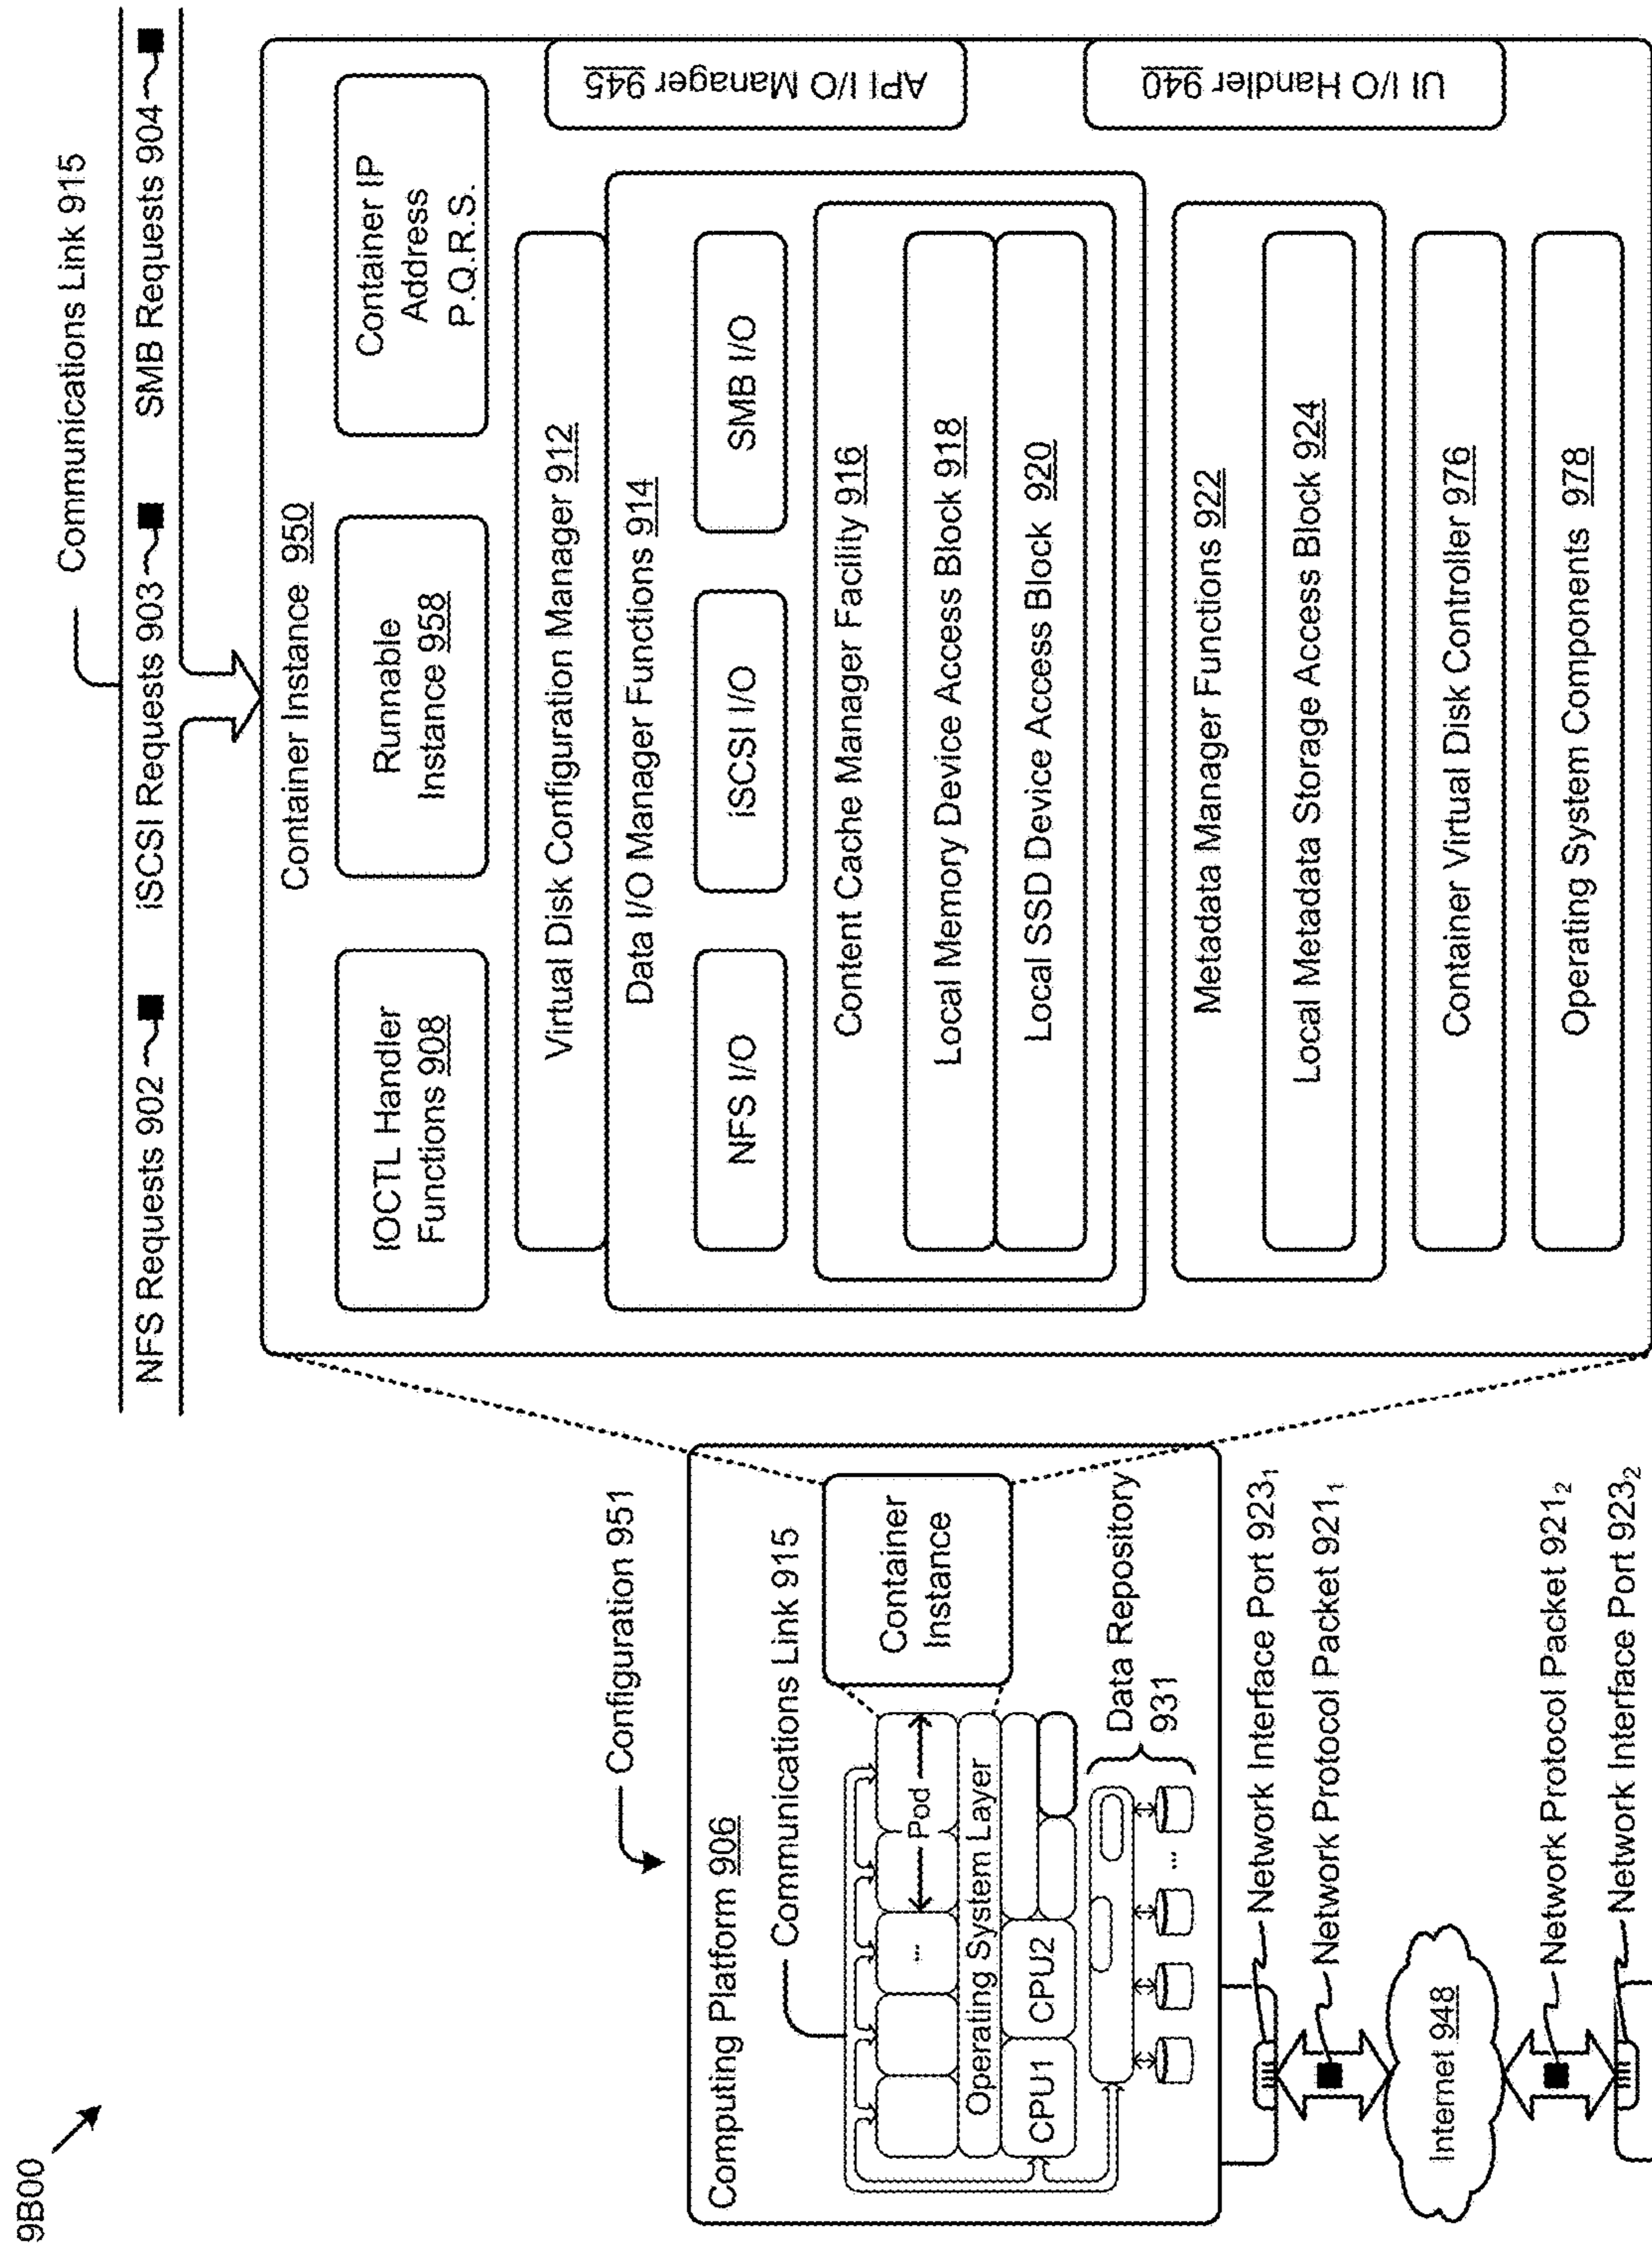 9B00
Communications Link 915
NFS Requests 902
iSCSI Requests 903
SMB Requests 904
Configuration 951
Computing Platform 906
Communications Link 915
...
Pod
Operating System Layer
CPU1
CPU2
...
Container
Instance
Data Repository
931
Network Interface Port 923₁
Network Protocol Packet 921₁
Internet 948
Network Protocol Packet 921₂
Network Interface Port 923₂
Container Instance 950
IOCTL Handler
Functions 908
Runnable
Instance 958
Container IP
Address
P.Q.R.S.
Virtual Disk Configuration Manager 912
Data I/O Manager Functions 914
NFS I/O
iSCSI I/O
SMB I/O
Content Cache Manager Facility 916
Local Memory Device Access Block 918
Local SSD Device Access Block 920
Metadata Manager Functions 922
Local Metadata Storage Access Block 924
Container Virtual Disk Controller 976
Operating System Components 978
API I/O Manager 945
UI I/O Handler 940